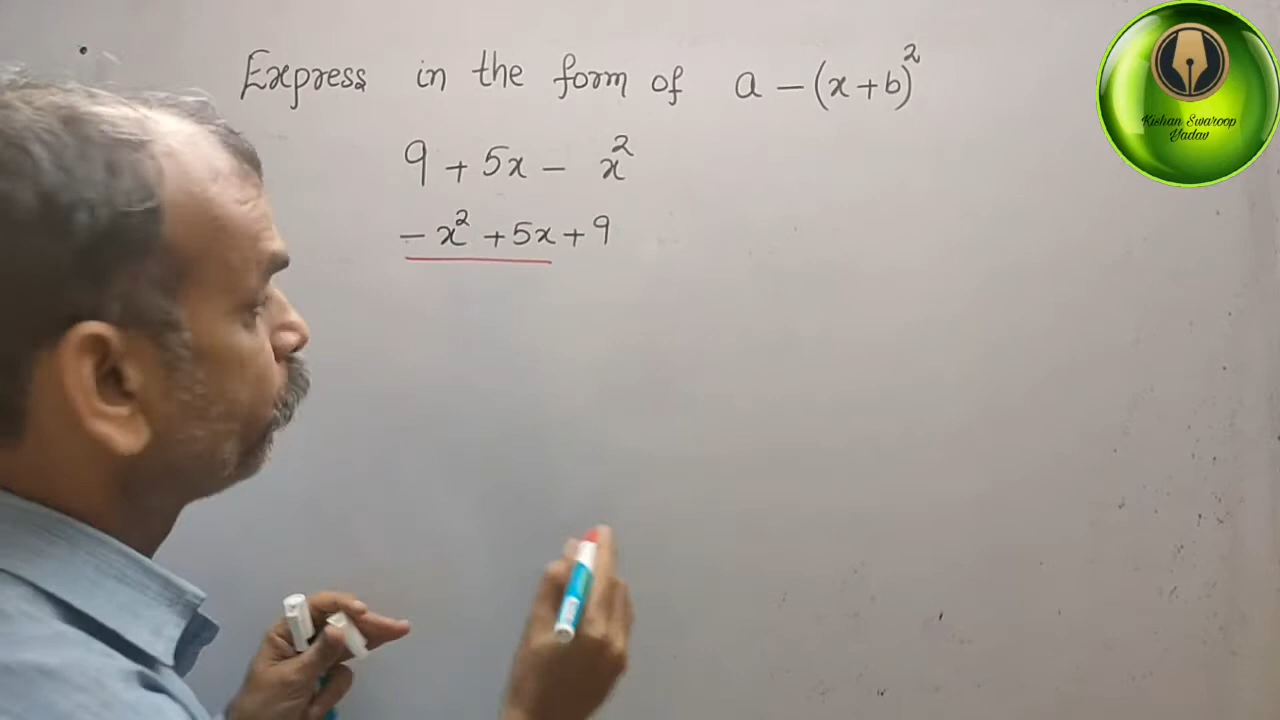 Express in the form of a - (x+b)²
9 + 5x - x²
- x² + 5x + 9
Kishan Swaroop
Yadav